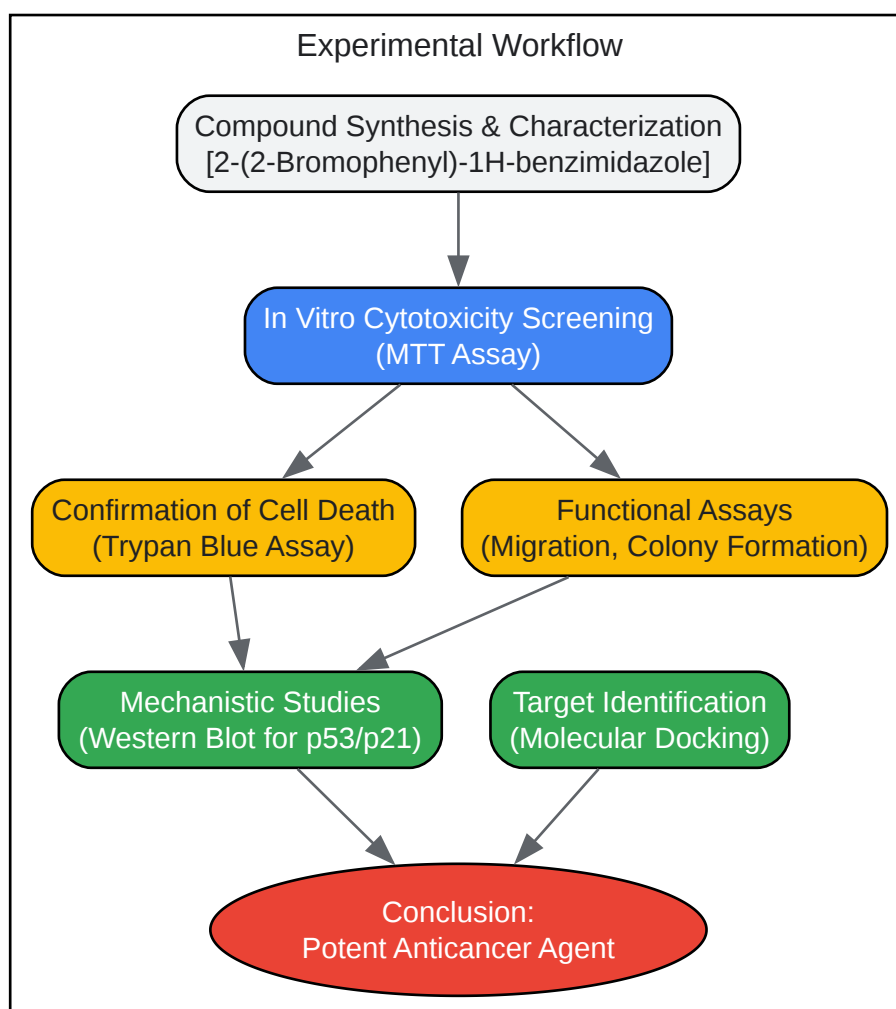 Experimental Workflow
Compound Synthesis & Characterization
[2-(2-Bromophenyl)-1H-benzimidazole]
In Vitro Cytotoxicity Screening
(MTT Assay)
Confirmation of Cell Death
(Trypan Blue Assay)
Functional Assays
(Migration, Colony Formation)
Mechanistic Studies
(Western Blot for p53/p21)
Target Identification
(Molecular Docking)
Conclusion:
Potent Anticancer Agent